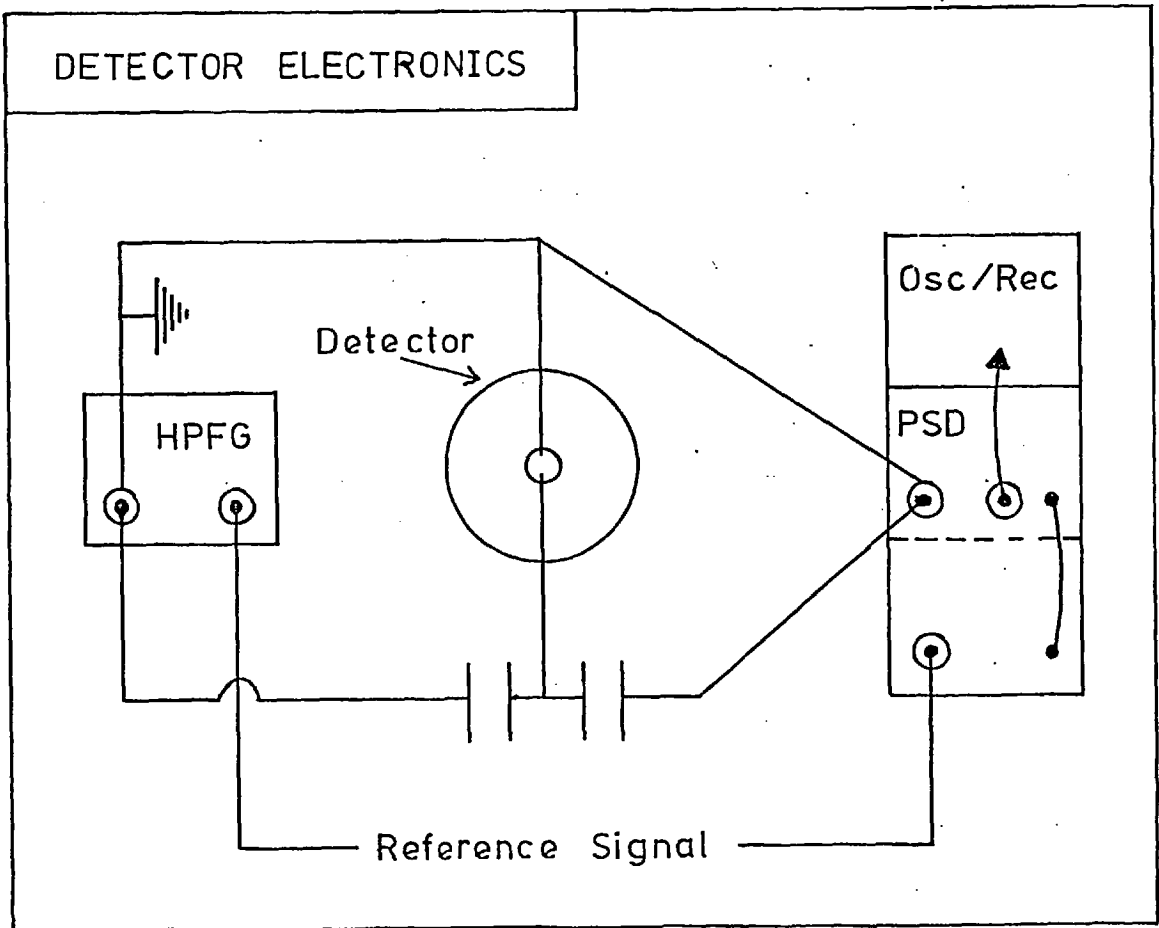 DETECTOR ELECTRONICS
Osc/Rec
Detector
PSD
HPFG
Reference Signal